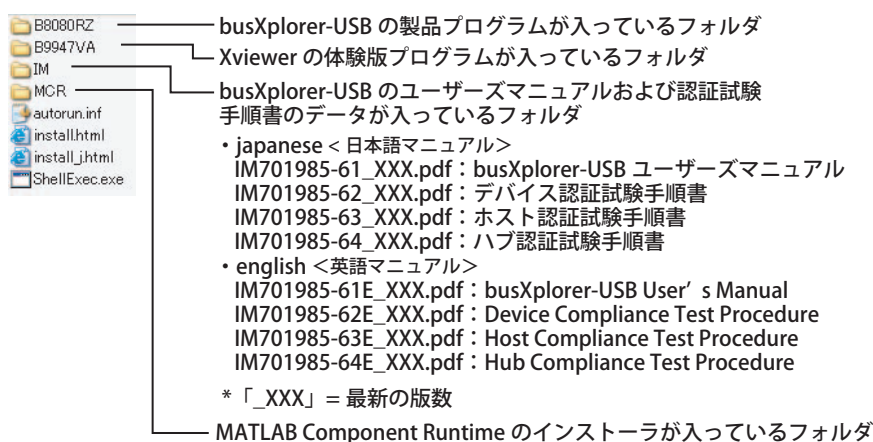 B8080RZ
B9947VA
IM
MCR
autorun.inf
install.html
install_j.html
ShellExec.exe
busXplorer-USB の製品プログラムが入っているフォルダ
Xviewer の体験版プログラムが入っているフォルダ
busXplorer-USB のユーザーズマニュアルおよび認証試験
手順書のデータが入っているフォルダ
・japanese < 日本語マニュアル＞
IM701985-61_XXX.pdf：busXplorer-USB ユーザーズマニュアル
IM701985-62_XXX.pdf：デバイス認証試験手順書
IM701985-63_XXX.pdf：ホスト認証試験手順書
IM701985-64_XXX.pdf：ハブ認証試験手順書
・english ＜英語マニュアル＞
IM701985-61E_XXX.pdf：busXplorer-USB User’s Manual
IM701985-62E_XXX.pdf：Device Compliance Test Procedure
IM701985-63E_XXX.pdf：Host Compliance Test Procedure
IM701985-64E_XXX.pdf：Hub Compliance Test Procedure
*「_XXX」= 最新の版数
MATLAB Component Runtime のインストーラが入っているフォルダ